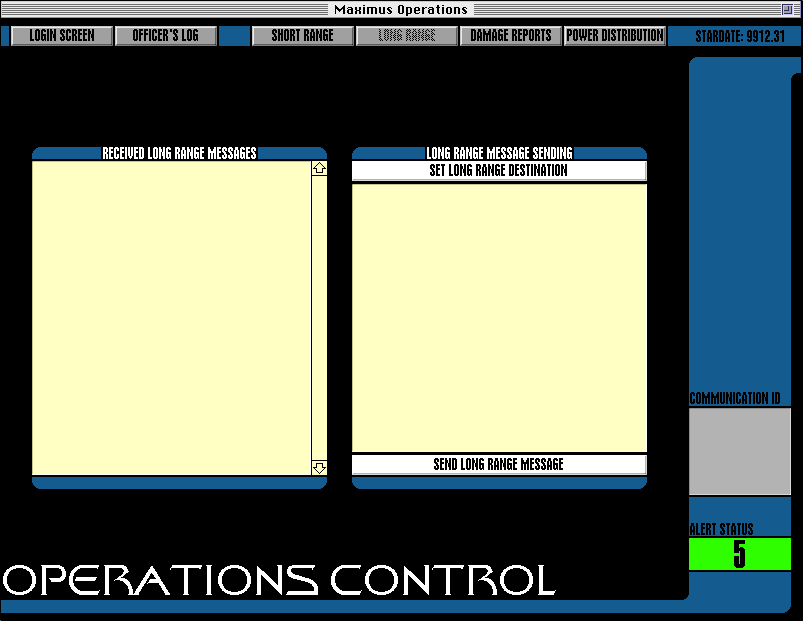 Maximus Operations
LOGIN SCREEN
OFFICER'S LOG
SHORT RANGE
LONG RANGE
DAMAGE REPORTS
POWER DISTRIBUTION
STARDATE: 9912.31
RECEIVED LONG RANGE MESSAGES
LONG RANGE MESSAGE SENDING
SET LONG RANGE DESTINATION
SEND LONG RANGE MESSAGE
COMMUNICATION ID
ALERT STATUS
5
OPERATIONS CONTROL